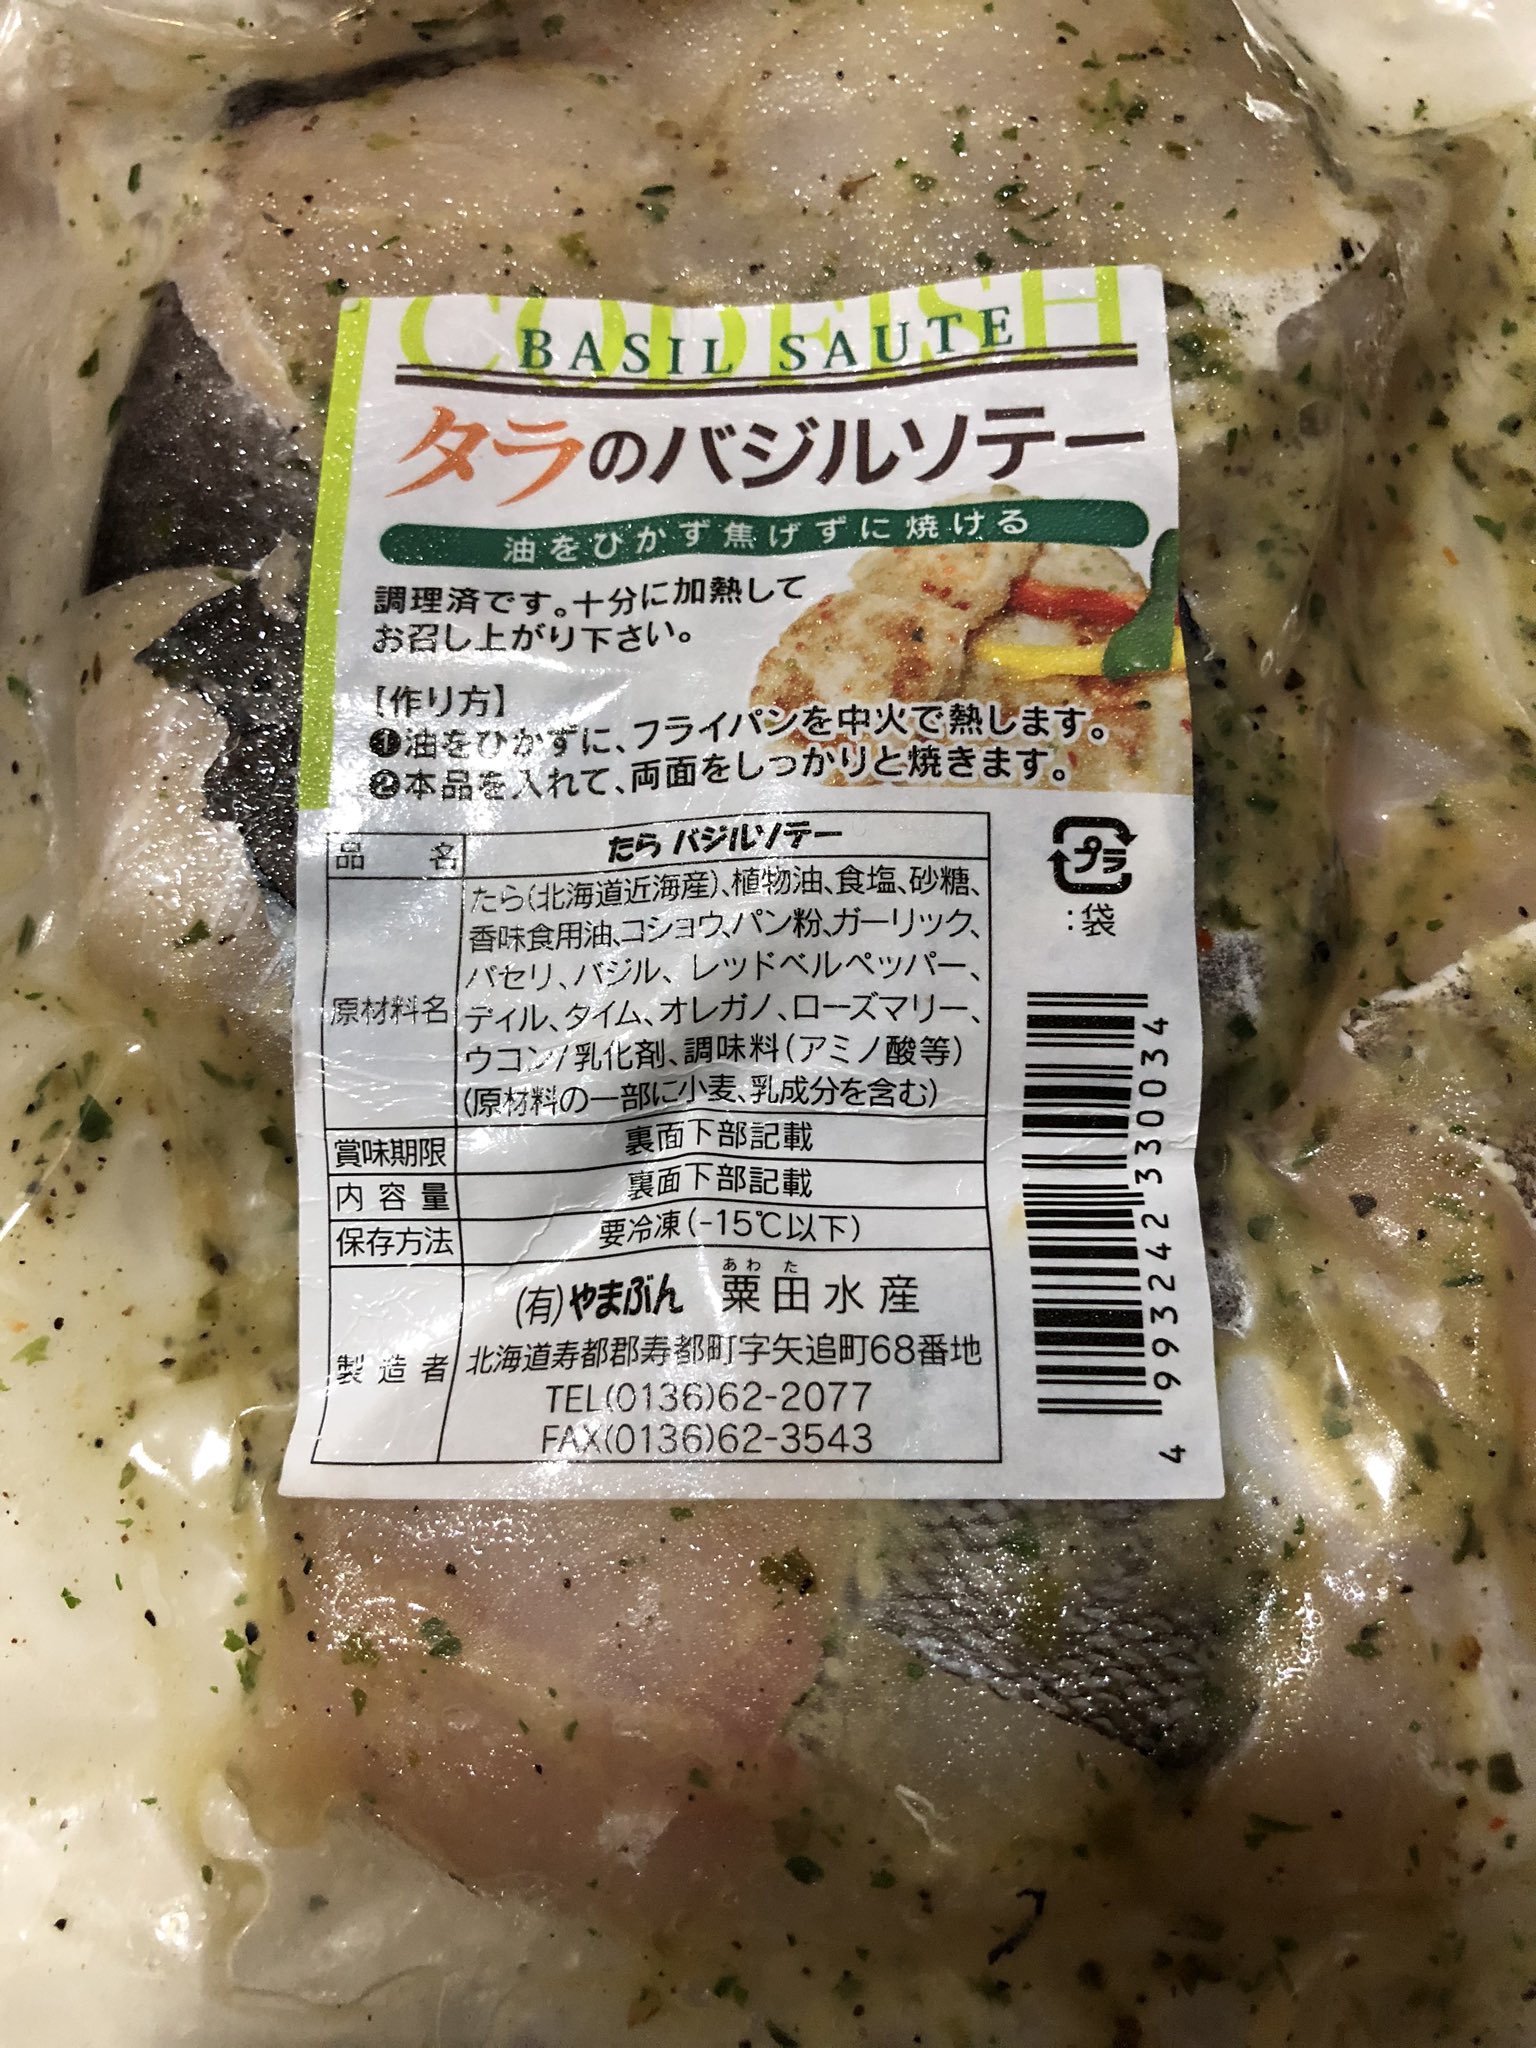 CODFISH
BASIL SAUTE
タラのバジルソテー
油をひかず焦げずに焼ける
調理済です。十分に加熱して
お召し上がり下さい。
【作り方】
❶油をひかずに、フライパンを中火で熱します。
❷本品を入れて、両面をしっかりと焼きます。
品名 たら バジルソテー
原材料名 たら(北海道近海産)、植物油、食塩、砂糖、
香味食用油、コショウ、パン粉、ガーリック、
パセリ、バジル、レッドベルペッパー、
ディル、タイム、オレガノ、ローズマリー、
ウコン/乳化剤、調味料(アミノ酸等)
(原材料の一部に小麦、乳成分を含む)
賞味期限 裏面下部記載
内容量 裏面下部記載
保存方法 要冷凍(-15℃以下)
製造者 (有)やまぶん 粟田水産
あわた
北海道寿都郡寿都町字矢追町68番地
TEL(0136)62-2077
FAX(0136)62-3543
プラ
:袋
4993242330034